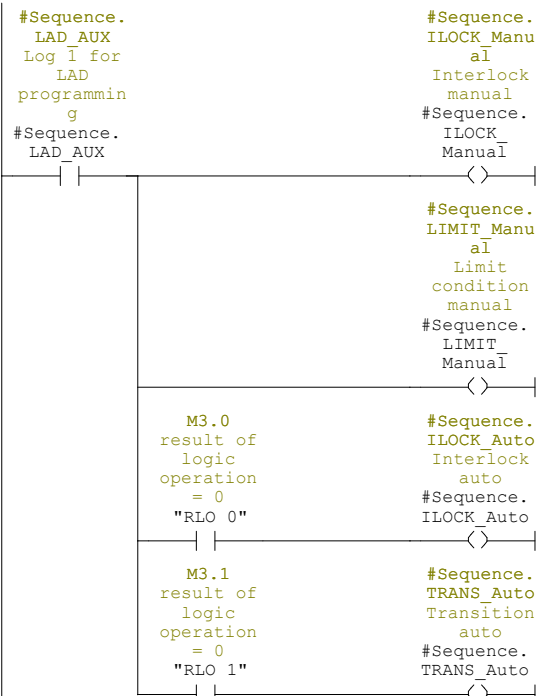 #Sequence.
LAD_AUX
Log 1 for
LAD
programmin
g
#Sequence.
LAD_AUX
#Sequence.
ILOCK_Manu
al
Interlock
manual
#Sequence.
ILOCK_
Manual
#Sequence.
LIMIT_Manu
al
Limit
condition
manual
#Sequence.
LIMIT_
Manual
M3.0
result of
logic
operation
= 0
"RLO 0"
#Sequence.
ILOCK_Auto
Interlock
auto
#Sequence.
ILOCK_Auto
M3.1
result of
logic
operation
= 0
"RLO 1"
#Sequence.
TRANS_Auto
Transition
auto
#Sequence.
TRANS_Auto